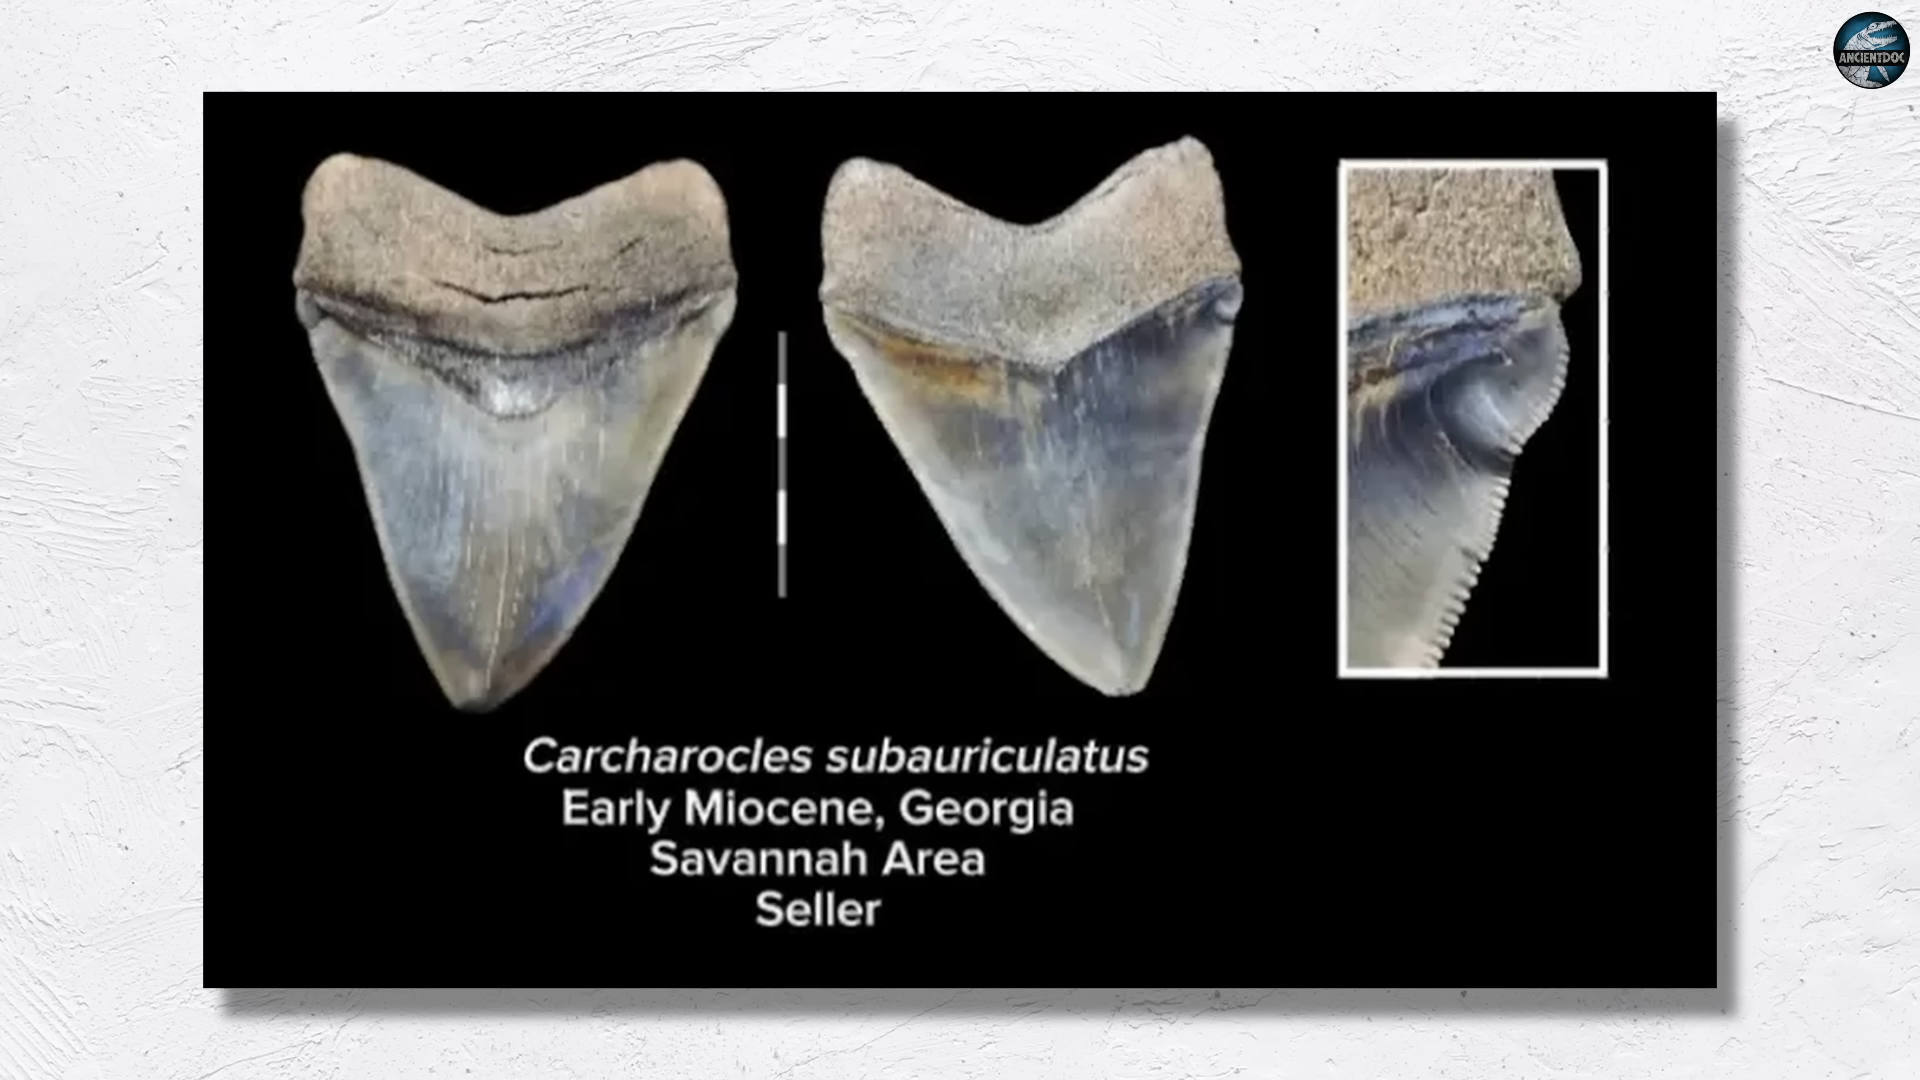 ANCIENTDOC
Carcharocles subauriculatus
Early Miocene, Georgia
Savannah Area
Seller